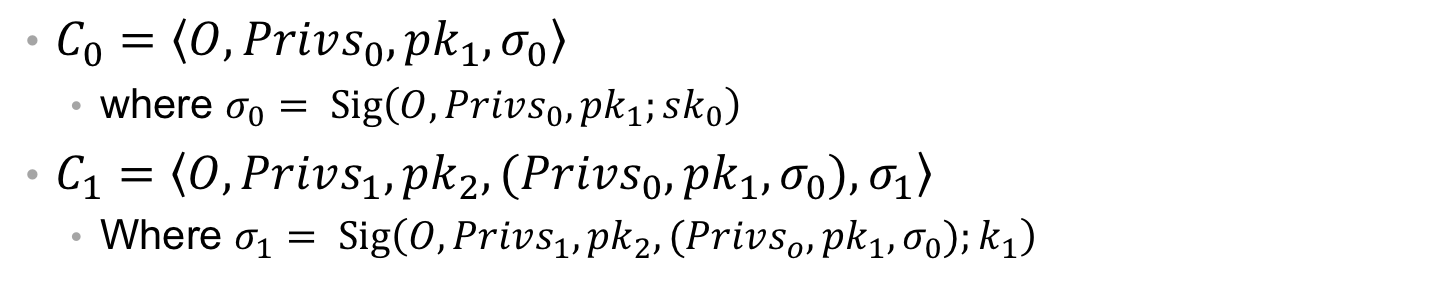 • C₀ = ⟨O, Privs₀, pk₁, σ₀⟩
• where σ₀ = Sig(O, Privs₀, pk₁; sk₀)
• C₁ = ⟨O, Privs₁, pk₂, (Privs₀, pk₁, σ₀), σ₁⟩
• Where σ₁ = Sig(O, Privs₁, pk₂, (Privsₒ, pk₁, σ₀); k₁)